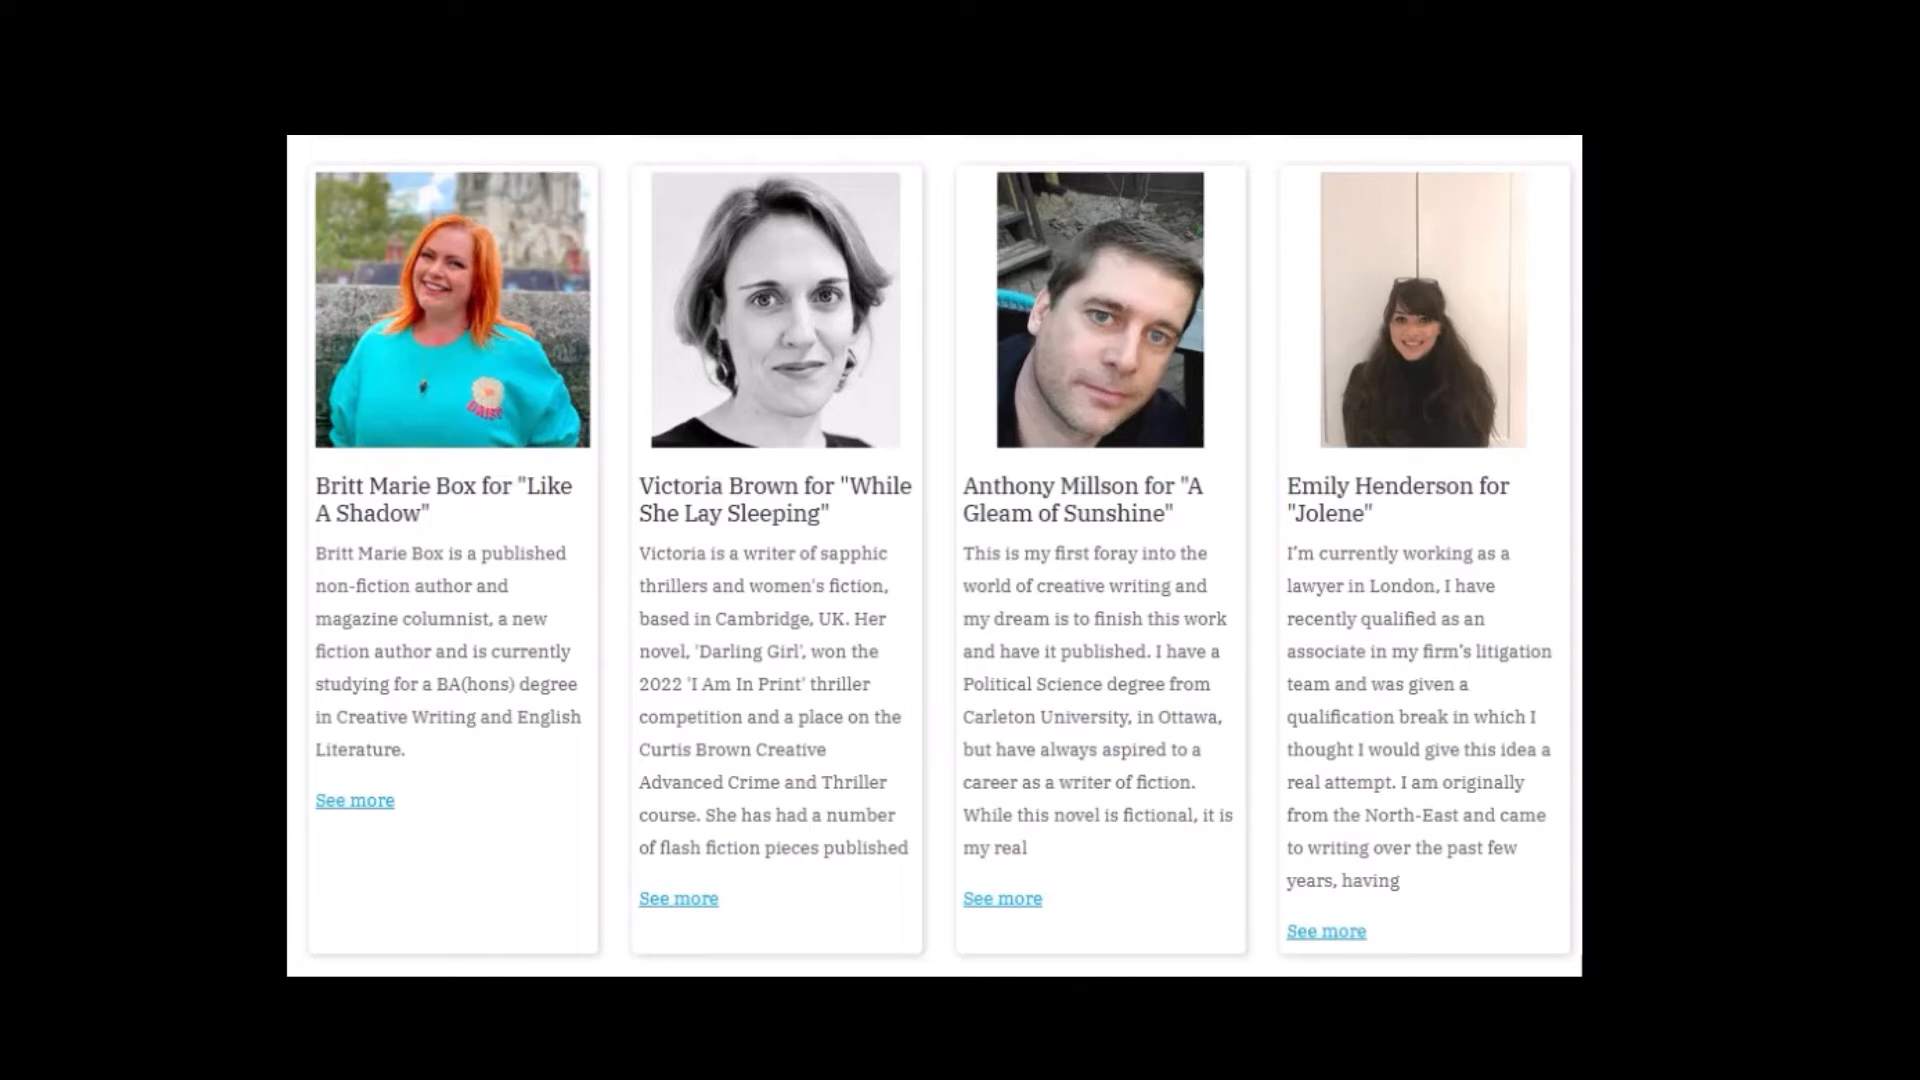 DAISY
Britt Marie Box for "Like
A Shadow"
Britt Marie Box is a published
non-fiction author and
magazine columnist, a new
fiction author and is currently
studying for a BA(hons) degree
in Creative Writing and English
Literature.
See more
Victoria Brown for "While
She Lay Sleeping"
Victoria is a writer of sapphic
thrillers and women's fiction,
based in Cambridge, UK. Her
novel, 'Darling Girl', won the
2022 'I Am In Print' thriller
competition and a place on the
Curtis Brown Creative
Advanced Crime and Thriller
course. She has had a number
of flash fiction pieces published
See more
Anthony Millson for "A
Gleam of Sunshine"
This is my first foray into the
world of creative writing and
my dream is to finish this work
and have it published. I have a
Political Science degree from
Carleton University, in Ottawa,
but have always aspired to a
career as a writer of fiction.
While this novel is fictional, it is
my real
See more
Emily Henderson for
"Jolene"
I’m currently working as a
lawyer in London, I have
recently qualified as an
associate in my firm’s litigation
team and was given a
qualification break in which I
thought I would give this idea a
real attempt. I am originally
from the North-East and came
to writing over the past few
years, having
See more